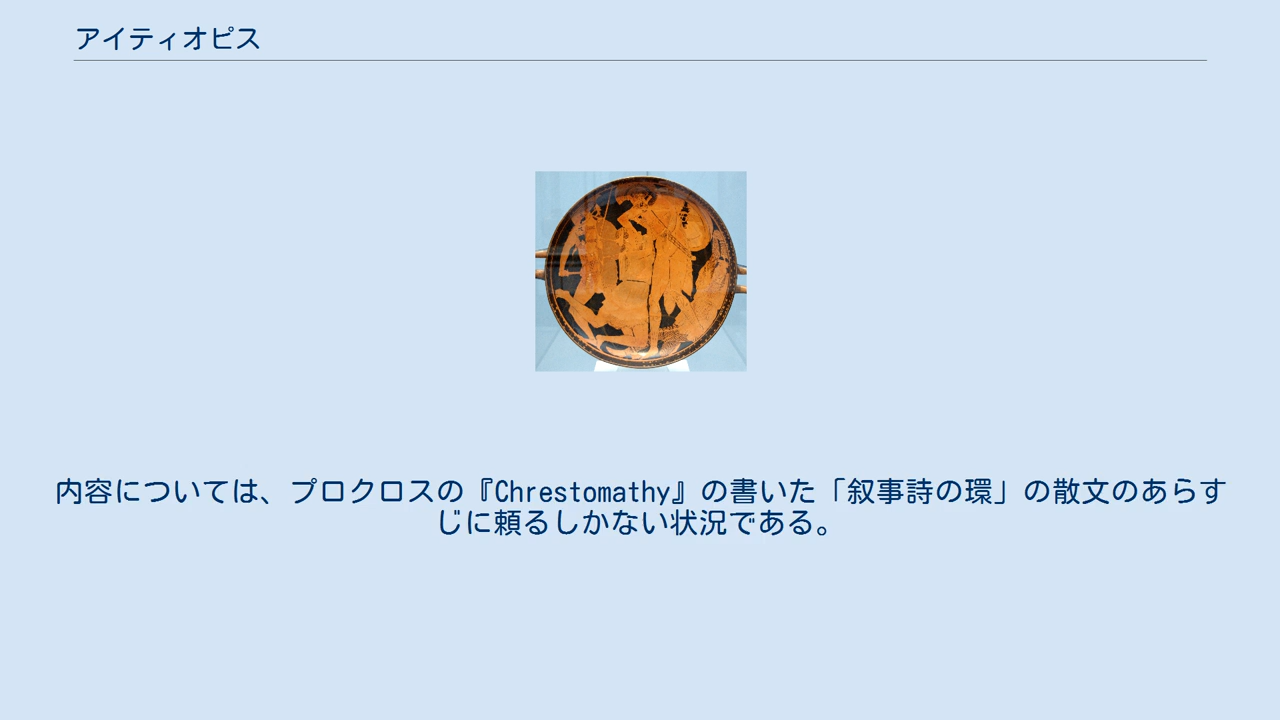 アイティオピス
内容については、プロクロスの『Chrestomathy』の書いた「叙事詩の環」の散文のあらす
じに頼るしかない状況である。